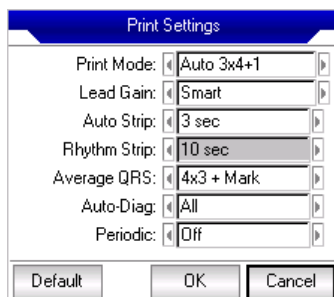 Print Settings
Print Mode: Auto 3x4+1
Lead Gain: Smart
Auto Strip: 3 sec
Rhythm Strip: 10 sec
Average QRS: 4x3 + Mark
Auto-Diag: All
Periodic: Off
Default OK Cancel